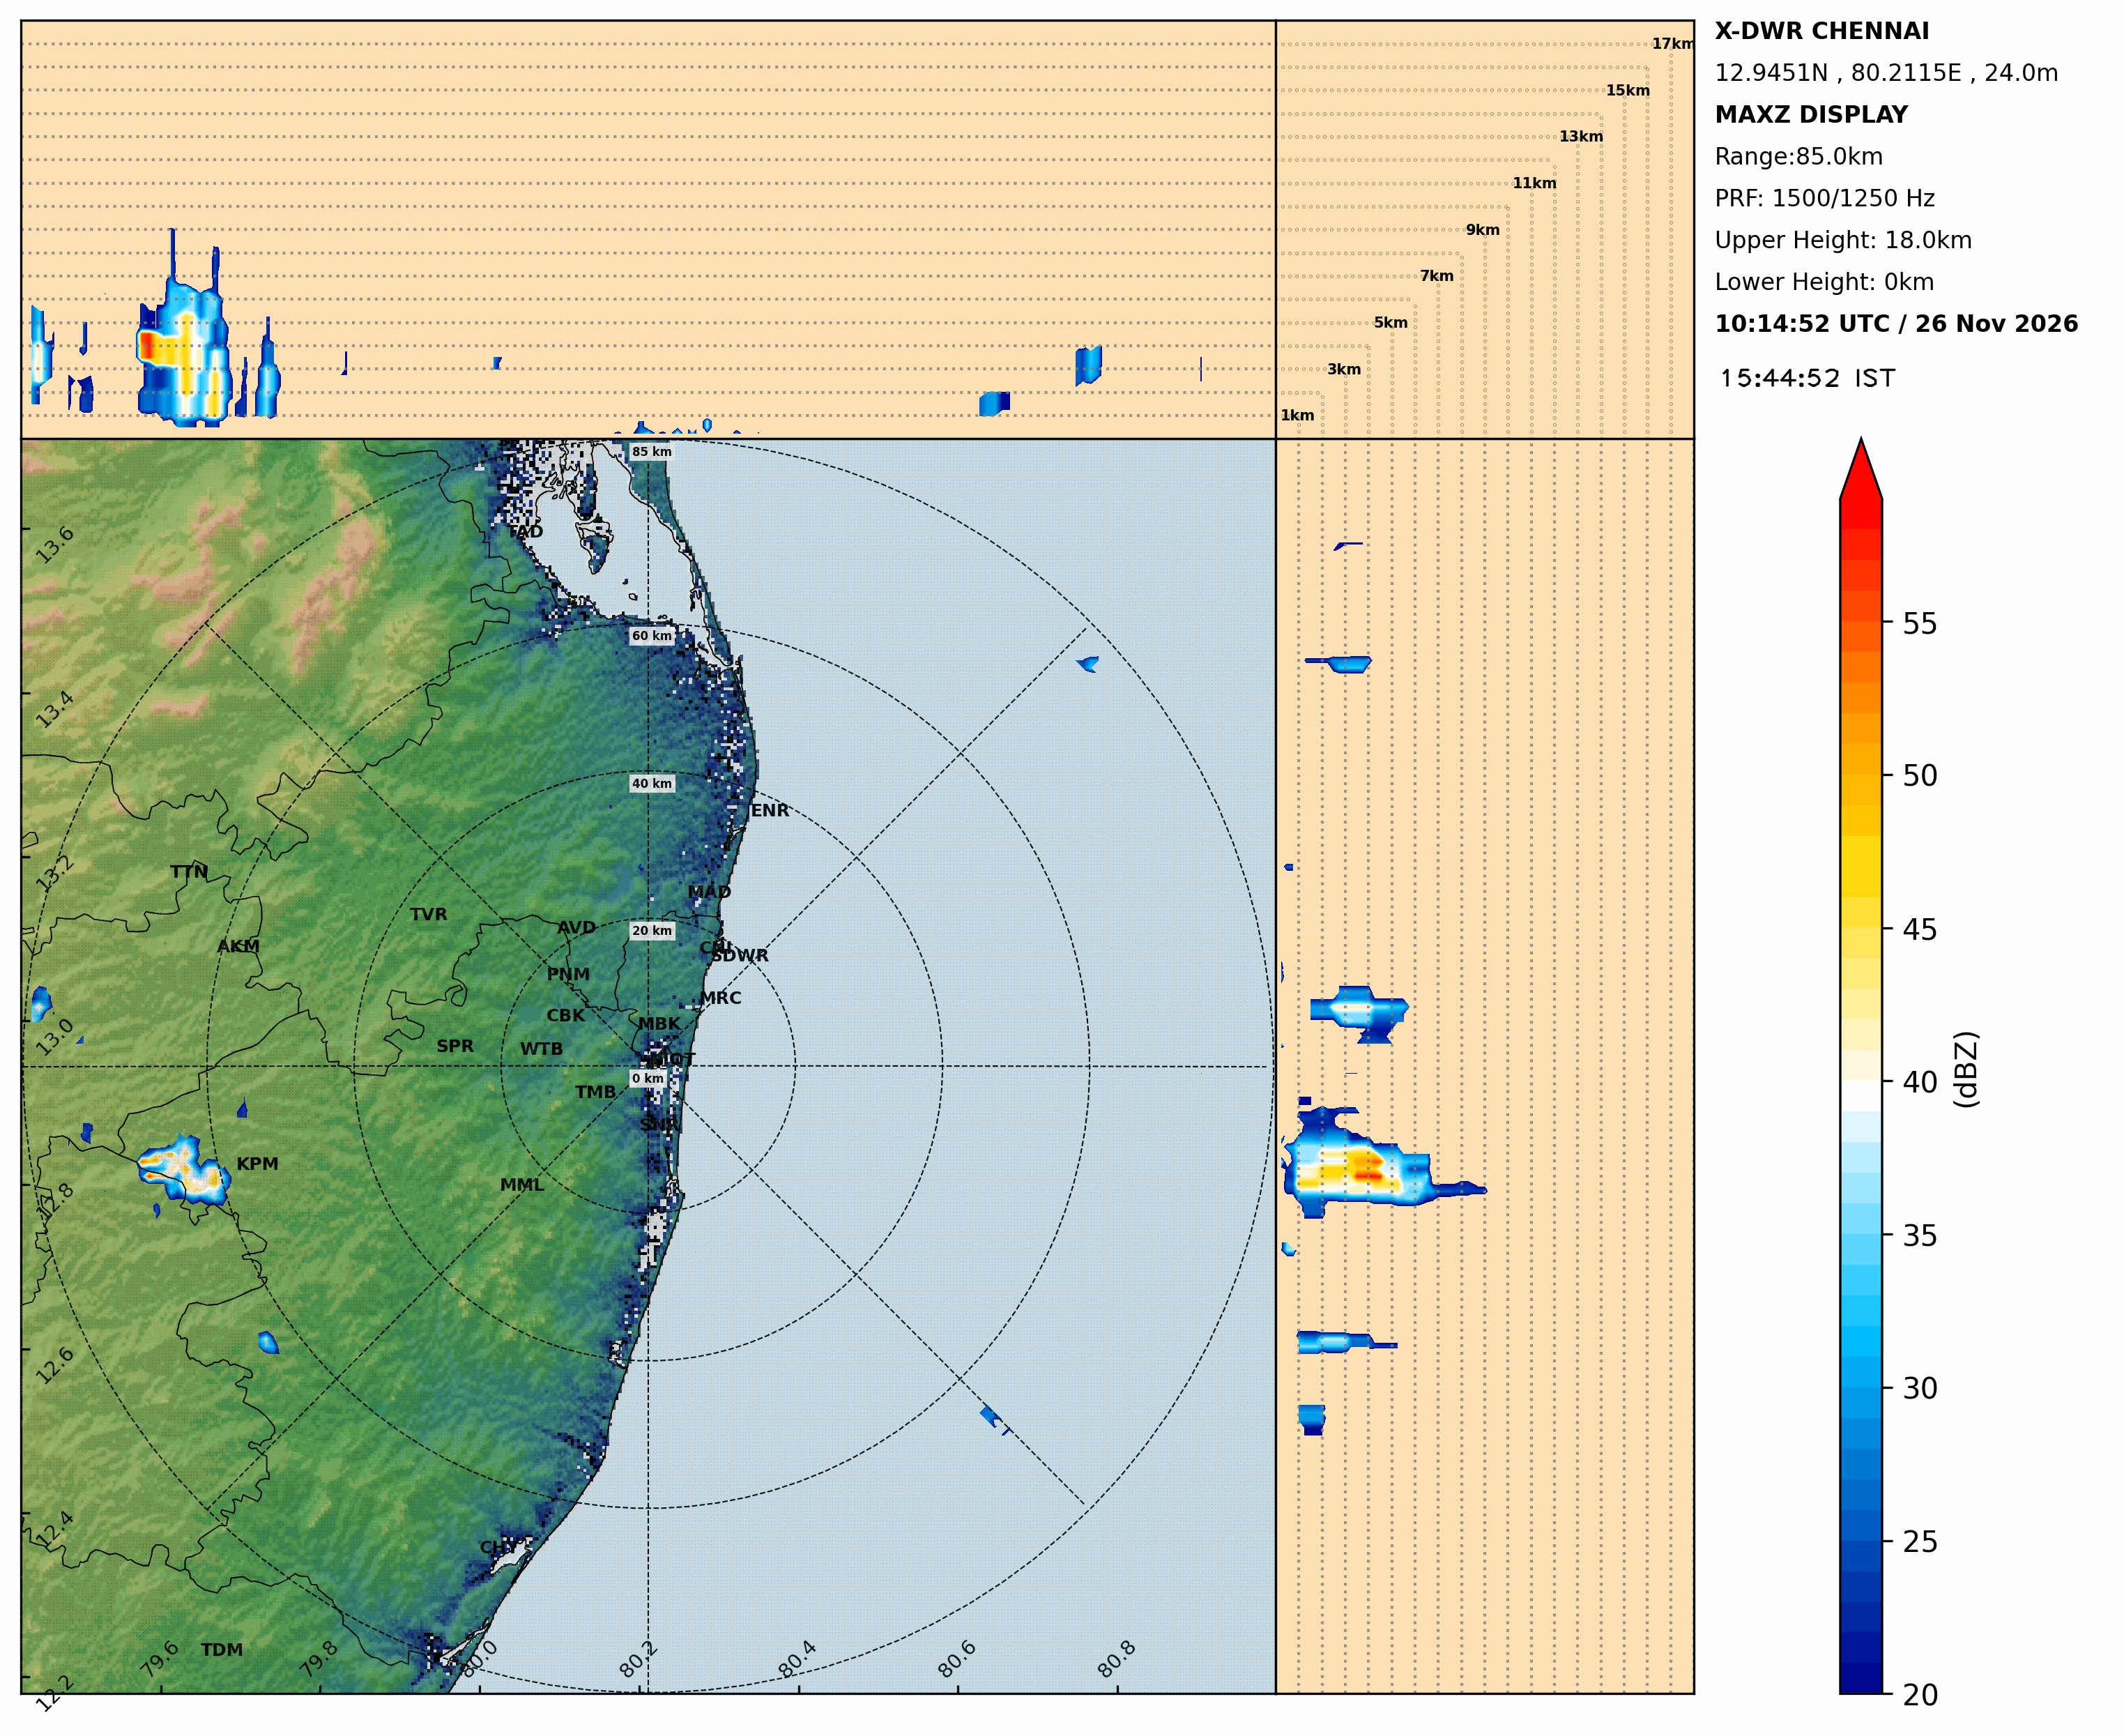 X-DWR CHENNAI
12.9451N , 80.2115E , 24.0m
MAXZ DISPLAY
Range:85.0km
PRF: 1500/1250 Hz
Upper Height: 18.0km
Lower Height: 0km
10:14:52 UTC / 26 Nov 2026
15:44:52 IST
17km
15km
13km
11km
9km
7km
5km
3km
1km
85 km
60 km
40 km
20 km
0 km
TAD
ENR
MAD
TTN
TVR
AVD
AKM
SDWR
PNM
MRC
CBK
MBK
SPR
WTB
TMB
SNR
KPM
MML
CHY
TDM
13.6
13.4
13.2
13.0
12.8
12.6
12.4
12.2
79.6
79.8
80.0
80.2
80.4
80.6
80.8
55
50
45
40
35
30
25
20
(dBZ)